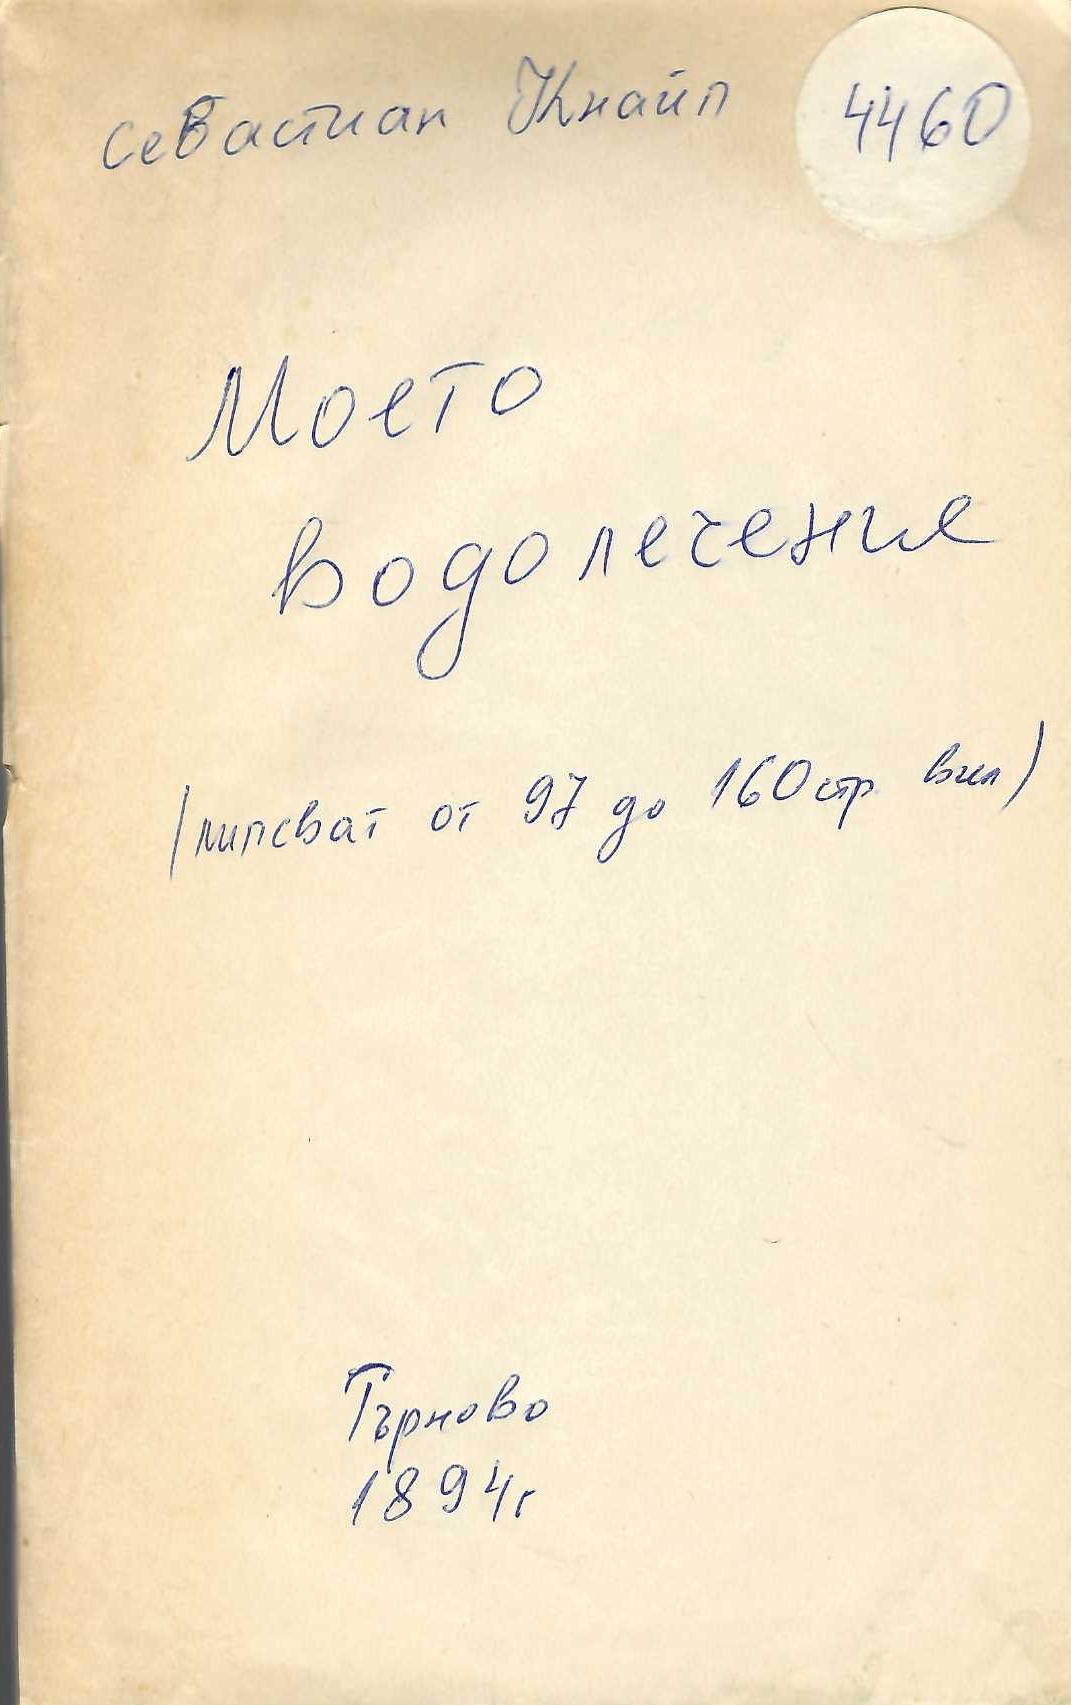 Севастиан Кнайп 4460
Моето
водолечение
(липсват от 97 до 160 стр вкл)
Търново
1894г